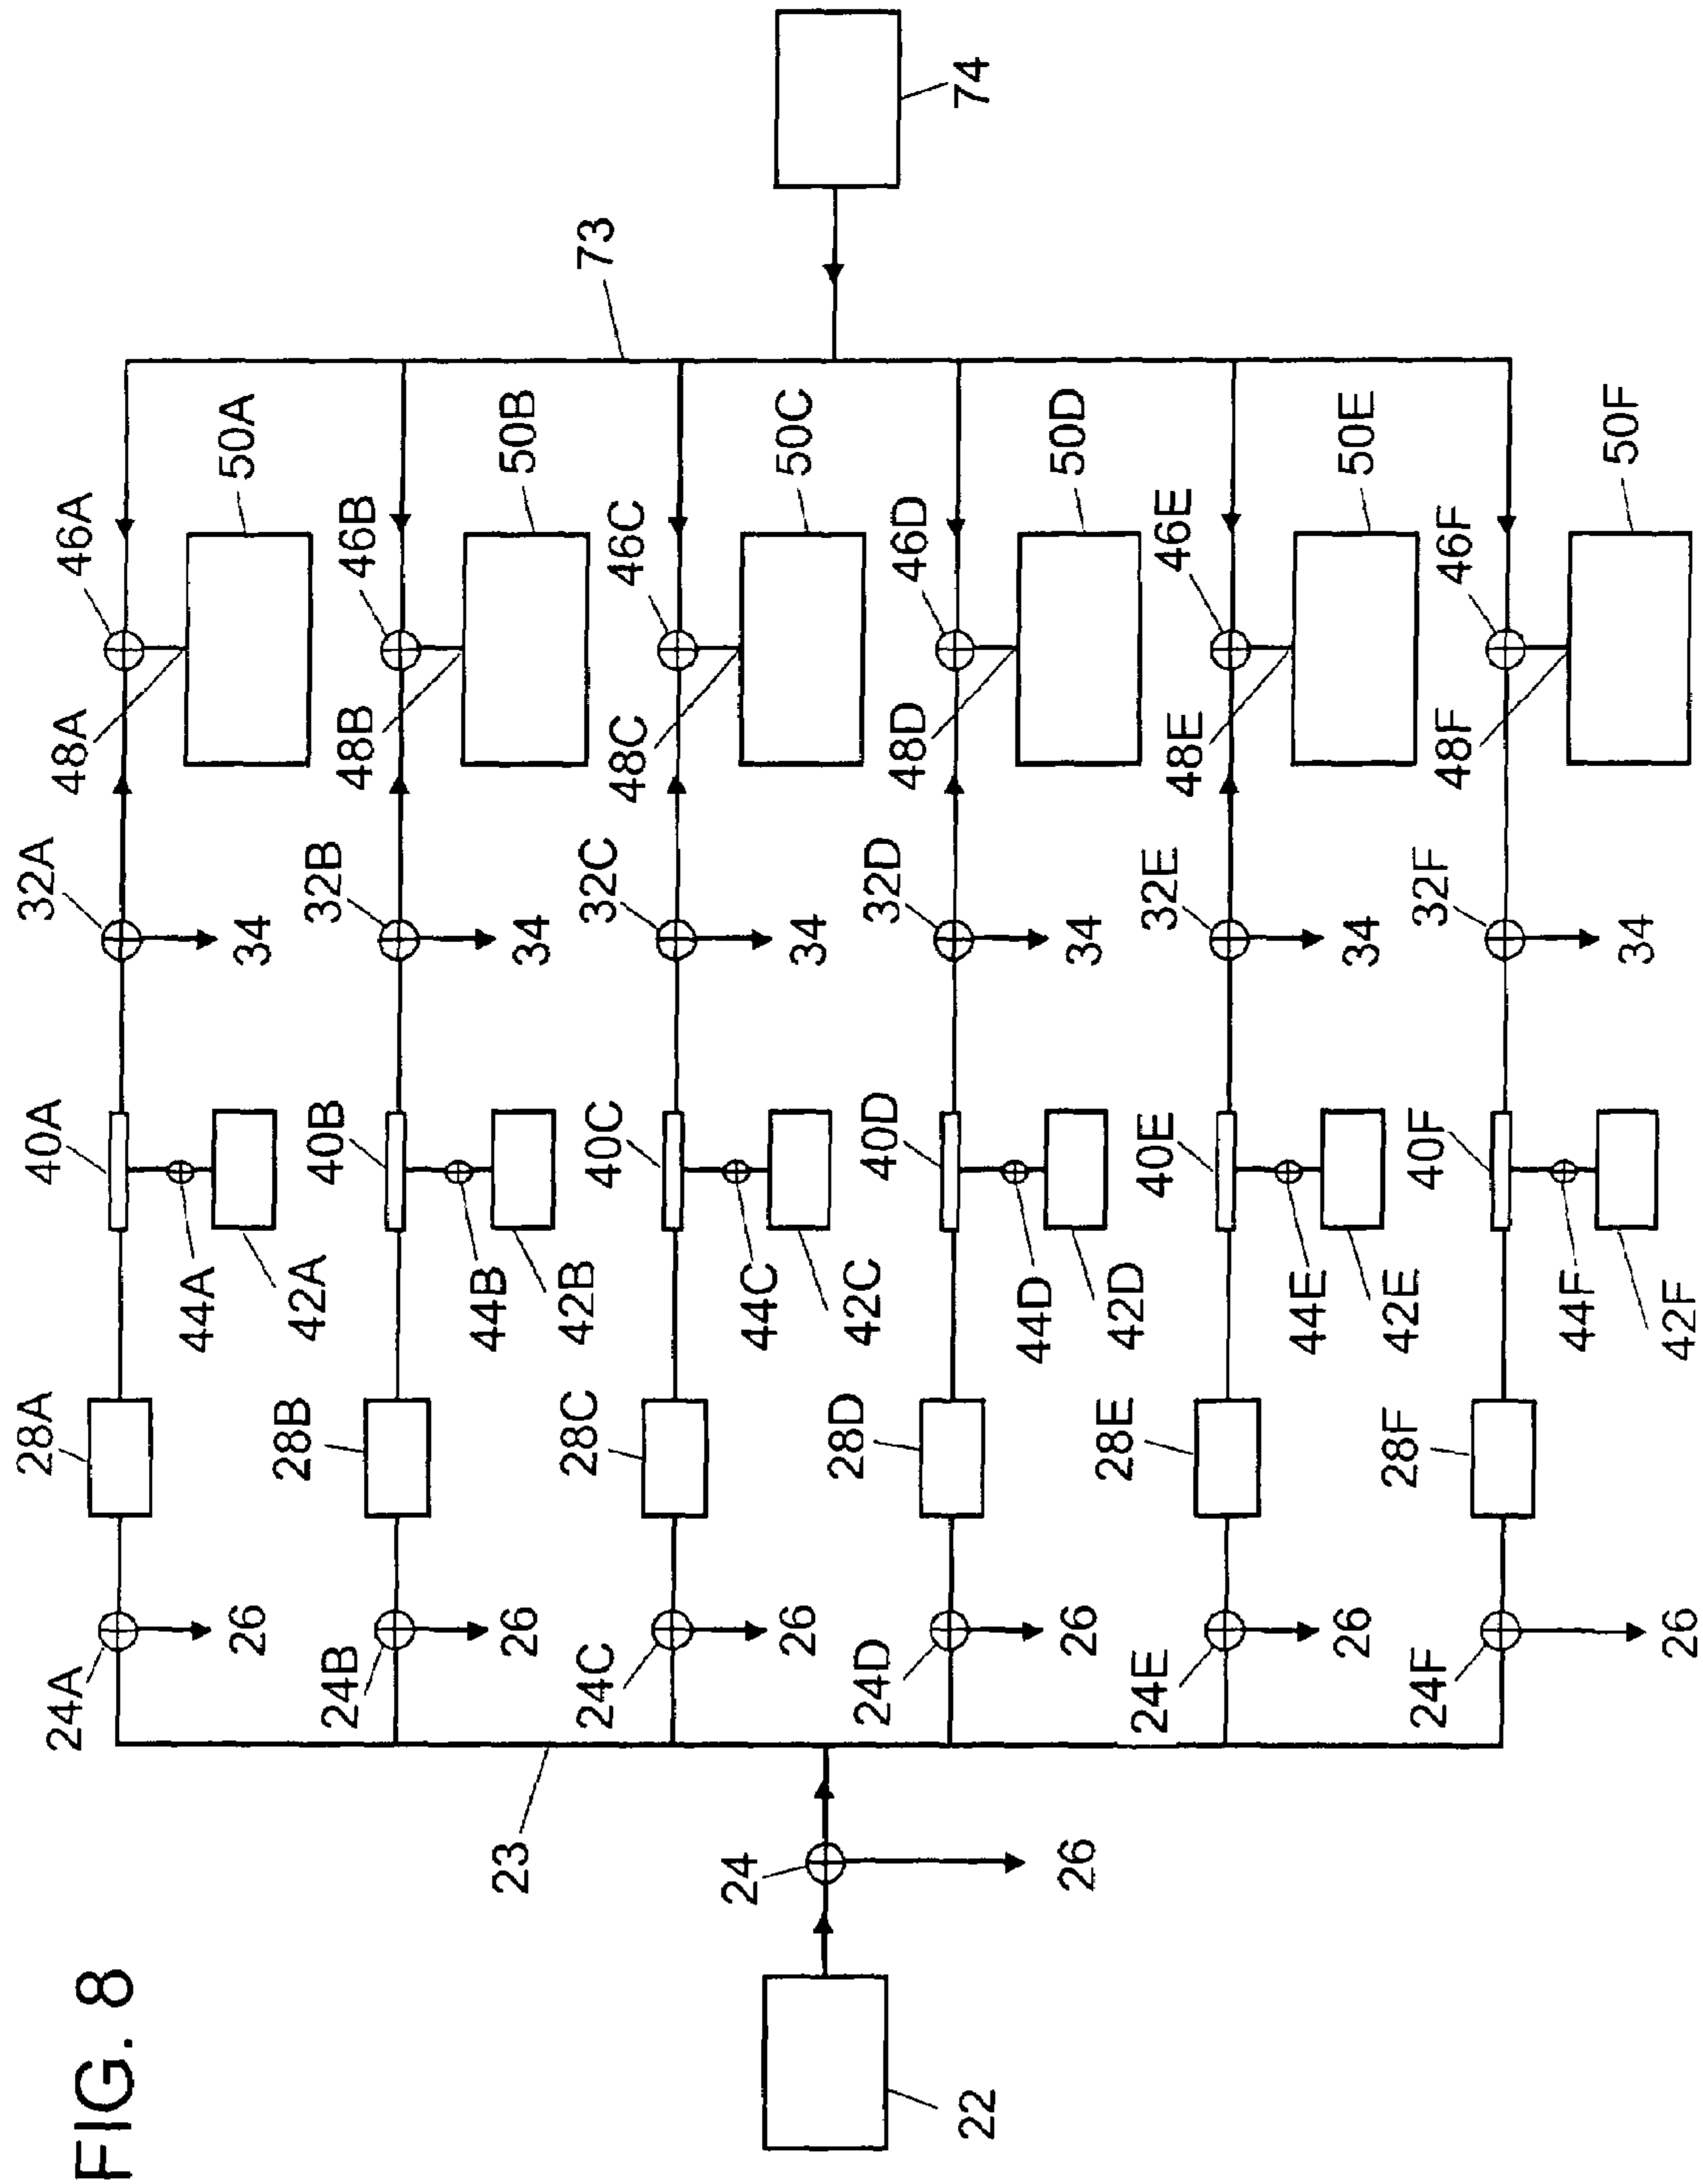 FIG. 8
22
24
26
23
24A
26
28A
40A
44A
42A
32A
34
46A
48A
50A
24B
26
28B
40B
44B
42B
32B
34
46B
48B
50B
24C
26
28C
40C
44C
42C
32C
34
46C
48C
50C
24D
26
28D
40D
44D
42D
32D
34
46D
48D
50D
24E
26
28E
40E
44E
42E
32E
34
46E
48E
50E
24F
26
28F
40F
44F
42F
32F
34
46F
48F
50F
73
74